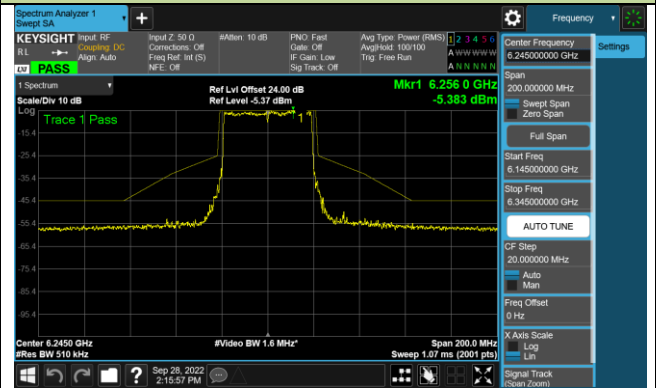 Spectrum Analyzer 1
Swept SA
+
Frequency
KEYSIGHT
RL
LXI
PASS
Input: RF
Coupling: DC
Align: Auto
Input Z: 50 Ω
Corrections: Off
Freq Ref: Int (S)
NFE: Off
#Atten: 10 dB
PNO: Fast
Gate: Off
IF Gain: Low
Sig Track: Off
Avg Type: Power (RMS)
Avg|Hold: 100/100
Trig: Free Run
1 2 3 4 5 6
A W W W W W
A N N N N N
1 Spectrum
Scale/Div 10 dB
Ref Lvl Offset 24.00 dB
Ref Level -5.37 dBm
Mkr1 6.256 0 GHz
-5.383 dBm
Log
Trace 1 Pass
1
-15.4
-25.4
-35.4
-45.4
-55.4
-65.4
-75.4
-85.4
-95.4
Center 6.2450 GHz
#Res BW 510 kHz
#Video BW 1.6 MHz*
Span 200.0 MHz
Sweep 1.07 ms (2001 pts)
Center Frequency
6.245000000 GHz
Settings
Span
200.000000 MHz
Swept Span
Zero Span
Full Span
Start Freq
6.145000000 GHz
Stop Freq
6.345000000 GHz
AUTO TUNE
CF Step
20.000000 MHz
Auto
Man
Freq Offset
0 Hz
X Axis Scale
Log
Lin
Signal Track
(Span Zoom)
?
Sep 28, 2022
2:15:57 PM